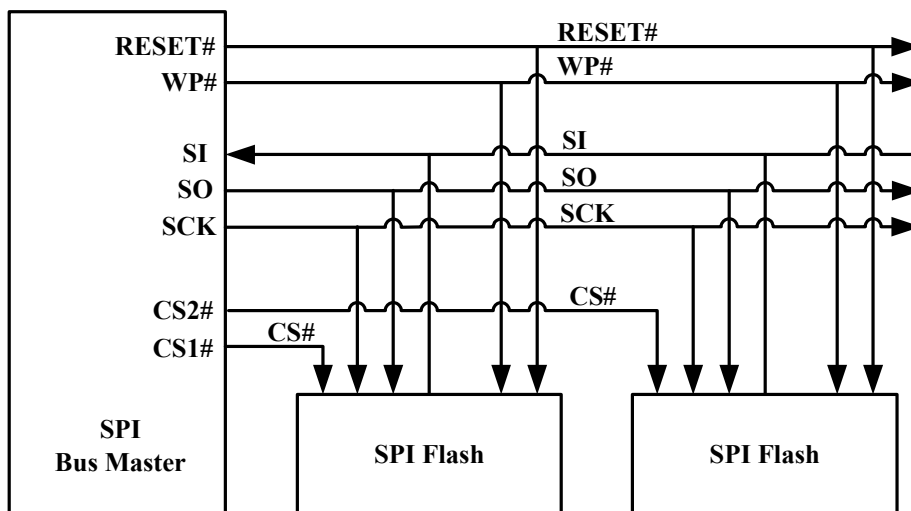 RESET#
RESET#
WP#
WP#
SI
SI
SO
SO
SCK
SCK
CS2#
CS#
CS1#
CS#
SPI
Bus Master
SPI Flash
SPI Flash